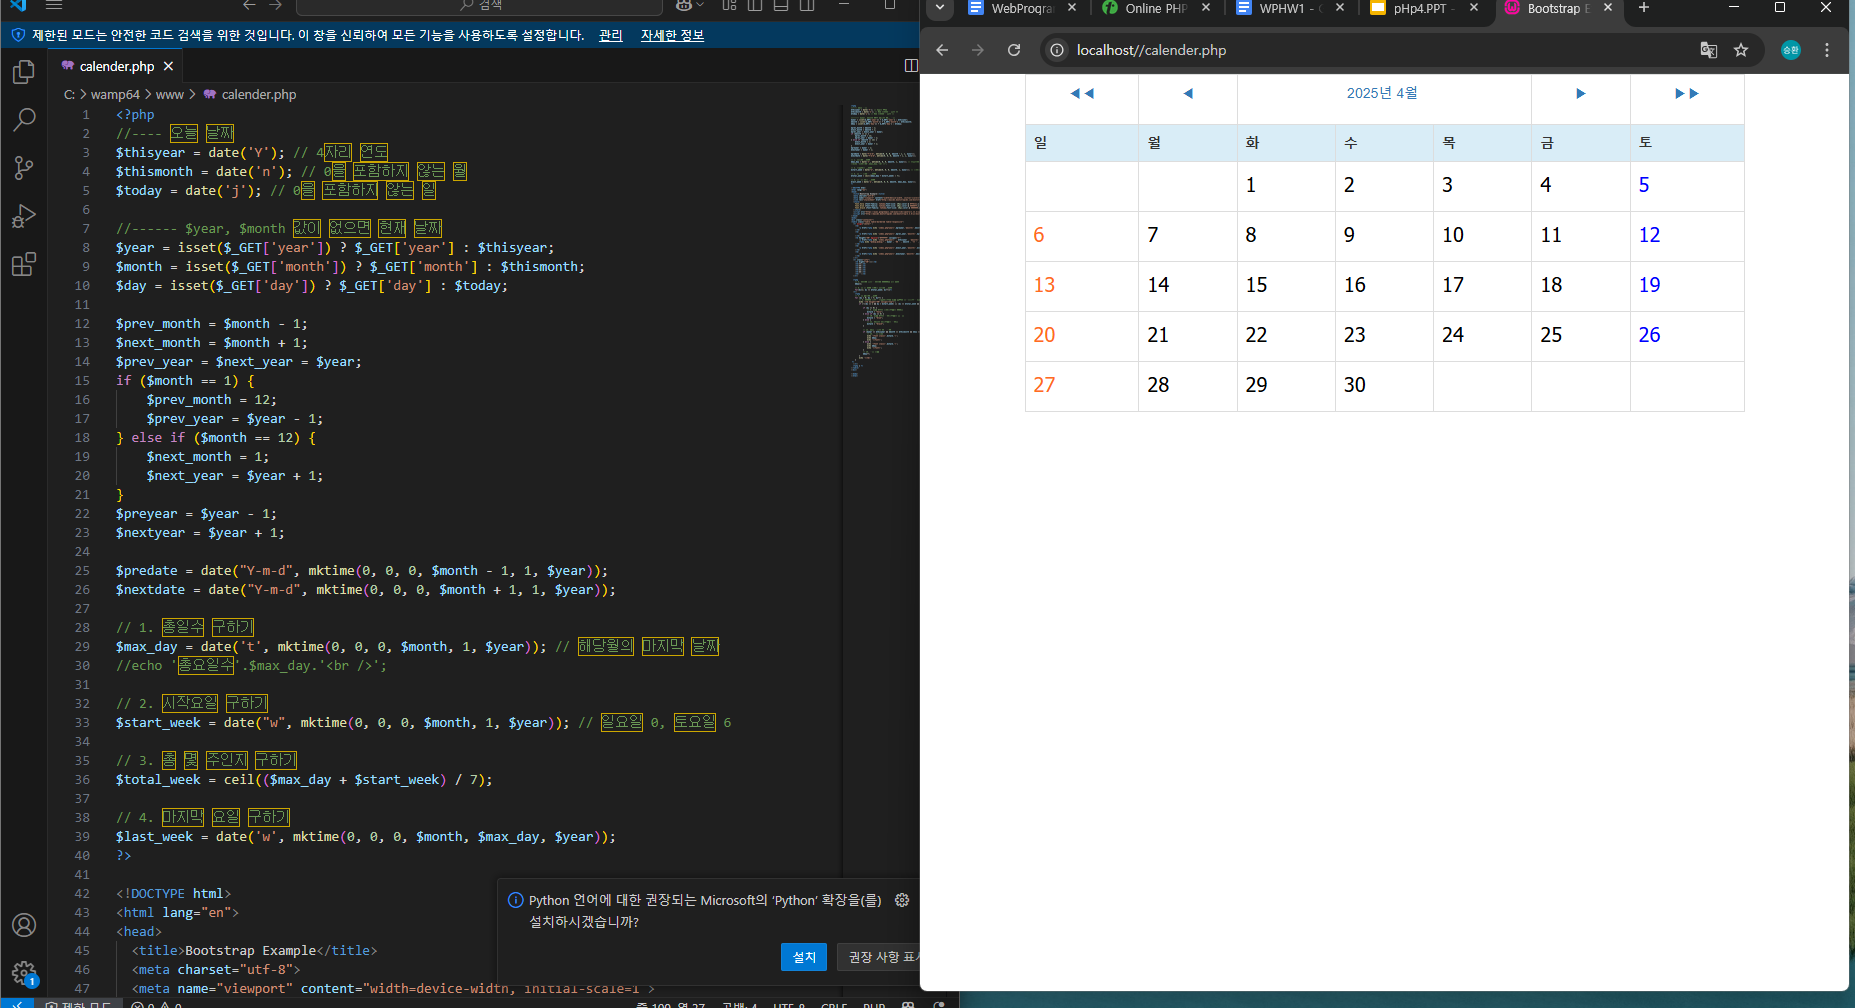 검색
제한된 모드는 안전한 코드 검색을 위한 것입니다. 이 창을 신뢰하여 모든 기능을 사용하도록 설정합니다. 관리 자세한 정보
calender.php
C: > wamp64 > www > calender.php
1 <?php
2 //---- 오늘 날짜
3 $thisyear = date('Y'); // 4자리 연도
4 $thismonth = date('n'); // 0을 포함하지 않는 월
5 $today = date('j'); // 0을 포함하지 않는 일
6
7 //------ $year, $month 값이 없으면 현재 날짜
8 $year = isset($_GET['year']) ? $_GET['year'] : $thisyear;
9 $month = isset($_GET['month']) ? $_GET['month'] : $thismonth;
10 $day = isset($_GET['day']) ? $_GET['day'] : $today;
11
12 $prev_month = $month - 1;
13 $next_month = $month + 1;
14 $prev_year = $next_year = $year;
15 if ($month == 1) {
16 $prev_month = 12;
17 $prev_year = $year - 1;
18 } else if ($month == 12) {
19 $next_month = 1;
20 $next_year = $year + 1;
21 }
22 $preyear = $year - 1;
23 $nextyear = $year + 1;
24
25 $predate = date("Y-m-d", mktime(0, 0, 0, $month - 1, 1, $year));
26 $nextdate = date("Y-m-d", mktime(0, 0, 0, $month + 1, 1, $year));
27
28 // 1. 총일수 구하기
29 $max_day = date('t', mktime(0, 0, 0, $month, 1, $year)); // 해당월의 마지막 날짜
30 //echo '총요일수'.$max_day.'<br />';
31
32 // 2. 시작요일 구하기
33 $start_week = date("w", mktime(0, 0, 0, $month, 1, $year)); // 일요일 0, 토요일 6
34
35 // 3. 총 몇 주인지 구하기
36 $total_week = ceil(($max_day + $start_week) / 7);
37
38 // 4. 마지막 요일 구하기
39 $last_week = date('w', mktime(0, 0, 0, $month, $max_day, $year));
40 ?>
41
42 <!DOCTYPE html>
43 <html lang="en">
44 <head>
45 <title>Bootstrap Example</title>
46 <meta charset="utf-8">
47 <meta name="viewport" content="width=device-width, initial-scale=1">
Python 언어에 대한 권장되는 Microsoft의 'Python' 확장을(를)
설치하시겠습니까?
설치 권장 사항 표시
1
제한 모드 0 0 줄 100, 열 27 공백: 4 UTF-8 CRLF PHP
WebProgra Online PHP WPHW1 - pHp4.PPT - Bootstrap E
localhost//calender.php 승환
◀◀ ◀ 2025년 4월 ▶ ▶▶
일 월 화 수 목 금 토
1 2 3 4 5
6 7 8 9 10 11 12
13 14 15 16 17 18 19
20 21 22 23 24 25 26
27 28 29 30